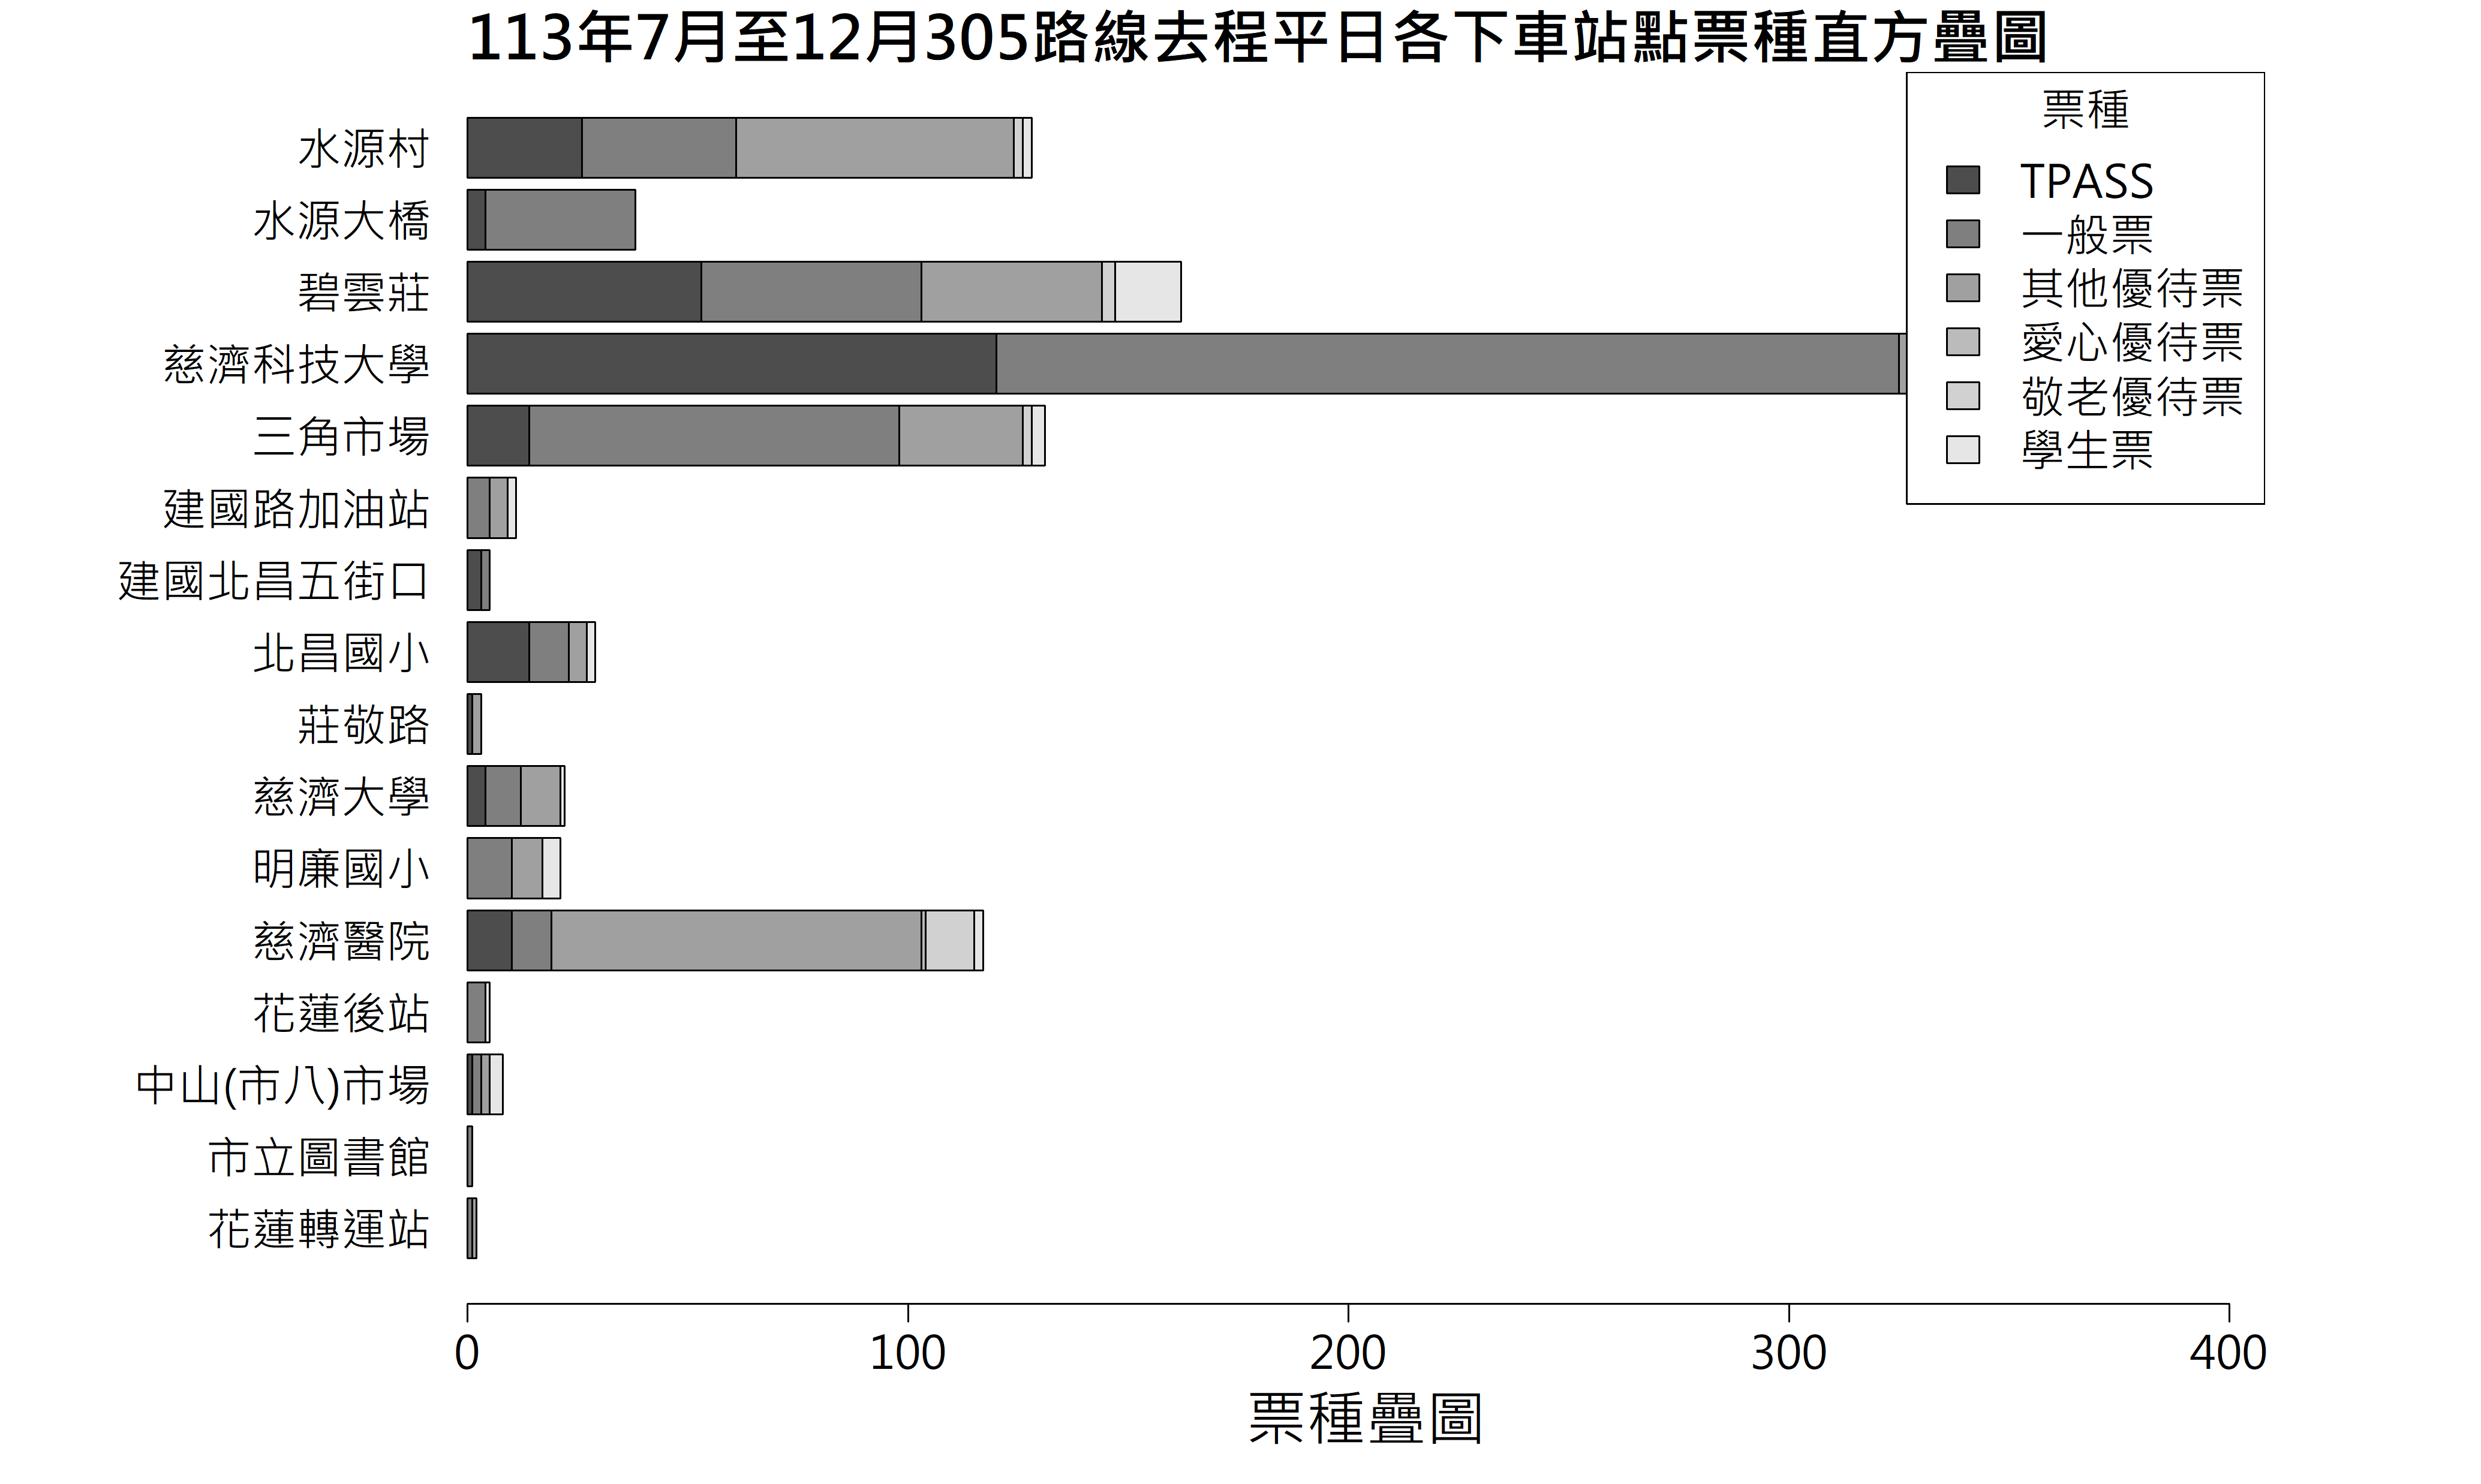 113年7月至12月305路線去程平日各下車站點票種直方疊圖
票種
TPASS
一般票
其他優待票
愛心優待票
敬老優待票
學生票
水源村
水源大橋
碧雲莊
慈濟科技大學
三角市場
建國路加油站
建國北昌五街口
北昌國小
莊敬路
慈濟大學
明廉國小
慈濟醫院
花蓮後站
中山(市八)市場
市立圖書館
花蓮轉運站
0 100 200 300 400
票種疊圖